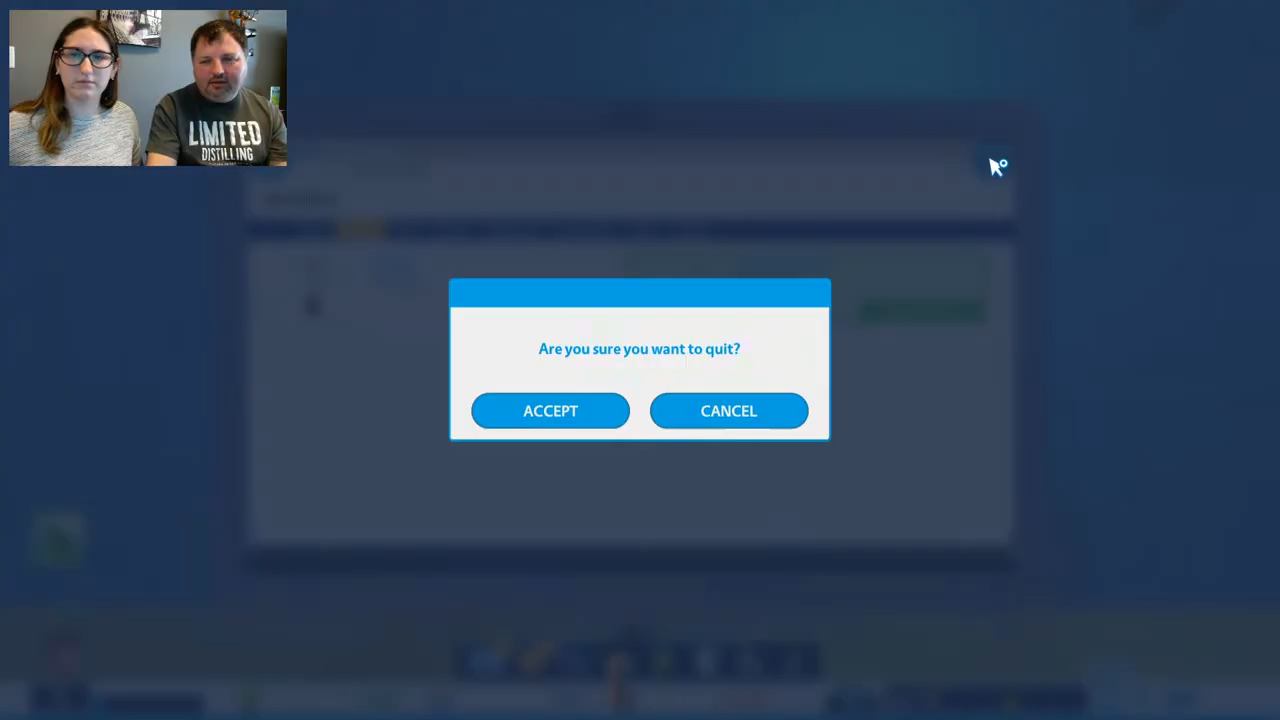 LIMITED
DISTILLING
Are you sure you want to quit?
ACCEPT
CANCEL